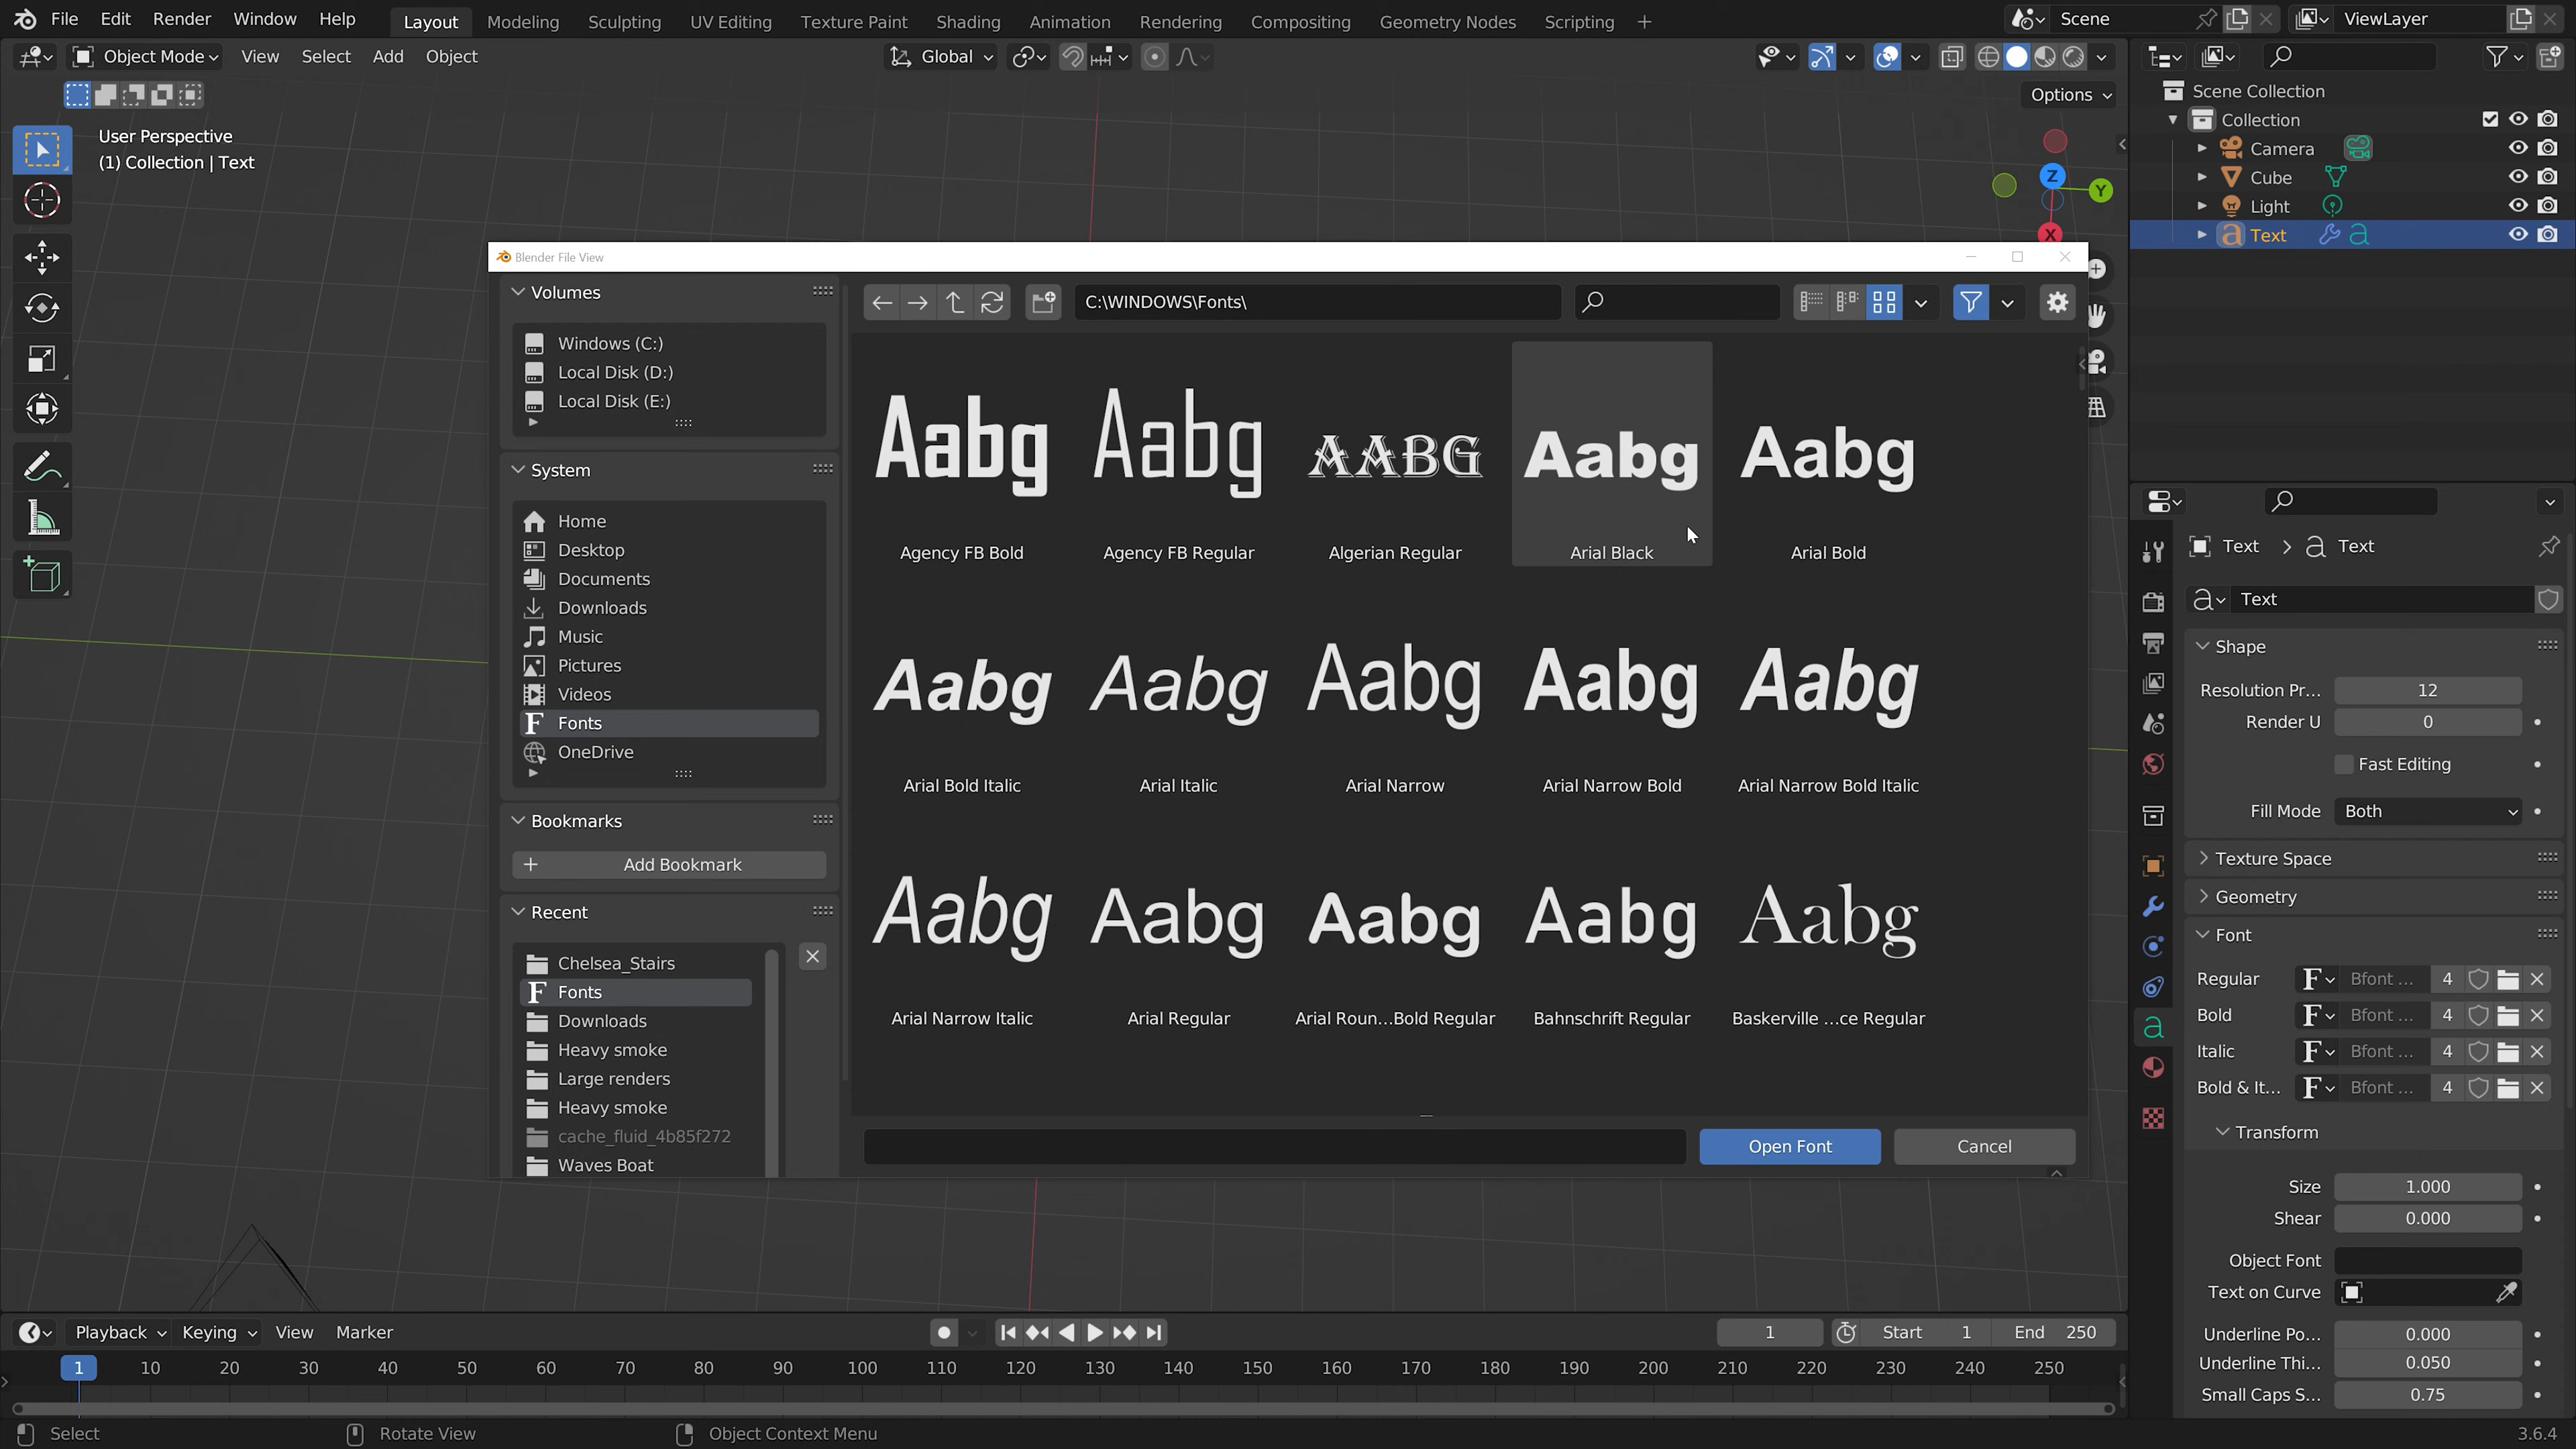 File Edit Render Window Help Layout Modeling Sculpting UV Editing Texture Paint Shading Animation Rendering Compositing Geometry Nodes Scripting + Scene ViewLayer
Object Mode View Select Add Object Global
Options
User Perspective
(1) Collection | Text
Scene Collection
Collection
Camera
Cube
Light
Text
Z
Y
X
Blender File View
Volumes
Windows (C:)
Local Disk (D:)
Local Disk (E:)
System
Home
Desktop
Documents
Downloads
Music
Pictures
Videos
F Fonts
OneDrive
Bookmarks
Add Bookmark
Recent
Chelsea_Stairs
F Fonts
Downloads
Heavy smoke
Large renders
Heavy smoke
cache_fluid_4b85f272
Waves Boat
C:\WINDOWS\Fonts\
Aabg Aabg AABG Aabg Aabg
Agency FB Bold Agency FB Regular Algerian Regular Arial Black Arial Bold
Aabg Aabg Aabg Aabg Aabg
Arial Bold Italic Arial Italic Arial Narrow Arial Narrow Bold Arial Narrow Bold Italic
Aabg Aabg Aabg Aabg Aabg
Arial Narrow Italic Arial Regular Arial Roun...Bold Regular Bahnschrift Regular Baskerville ...ce Regular
Open Font Cancel
Text > a Text
a Text
Shape
Resolution Pr... 12
Render U 0
Fast Editing
Fill Mode Both
Texture Space
Geometry
Font
Regular F Bfont ... 4
Bold F Bfont ... 4
Italic F Bfont ... 4
Bold & It... F Bfont ... 4
Transform
Size 1.000
Shear 0.000
Object Font
Text on Curve
Underline Po... 0.000
Underline Thi... 0.050
Small Caps S... 0.75
Playback Keying View Marker 1 Start 1 End 250
1 10 20 30 40 50 60 70 80 90 100 110 120 130 140 150 160 170 180 190 200 210 220 230 240 250
Select Rotate View Object Context Menu 3.6.4